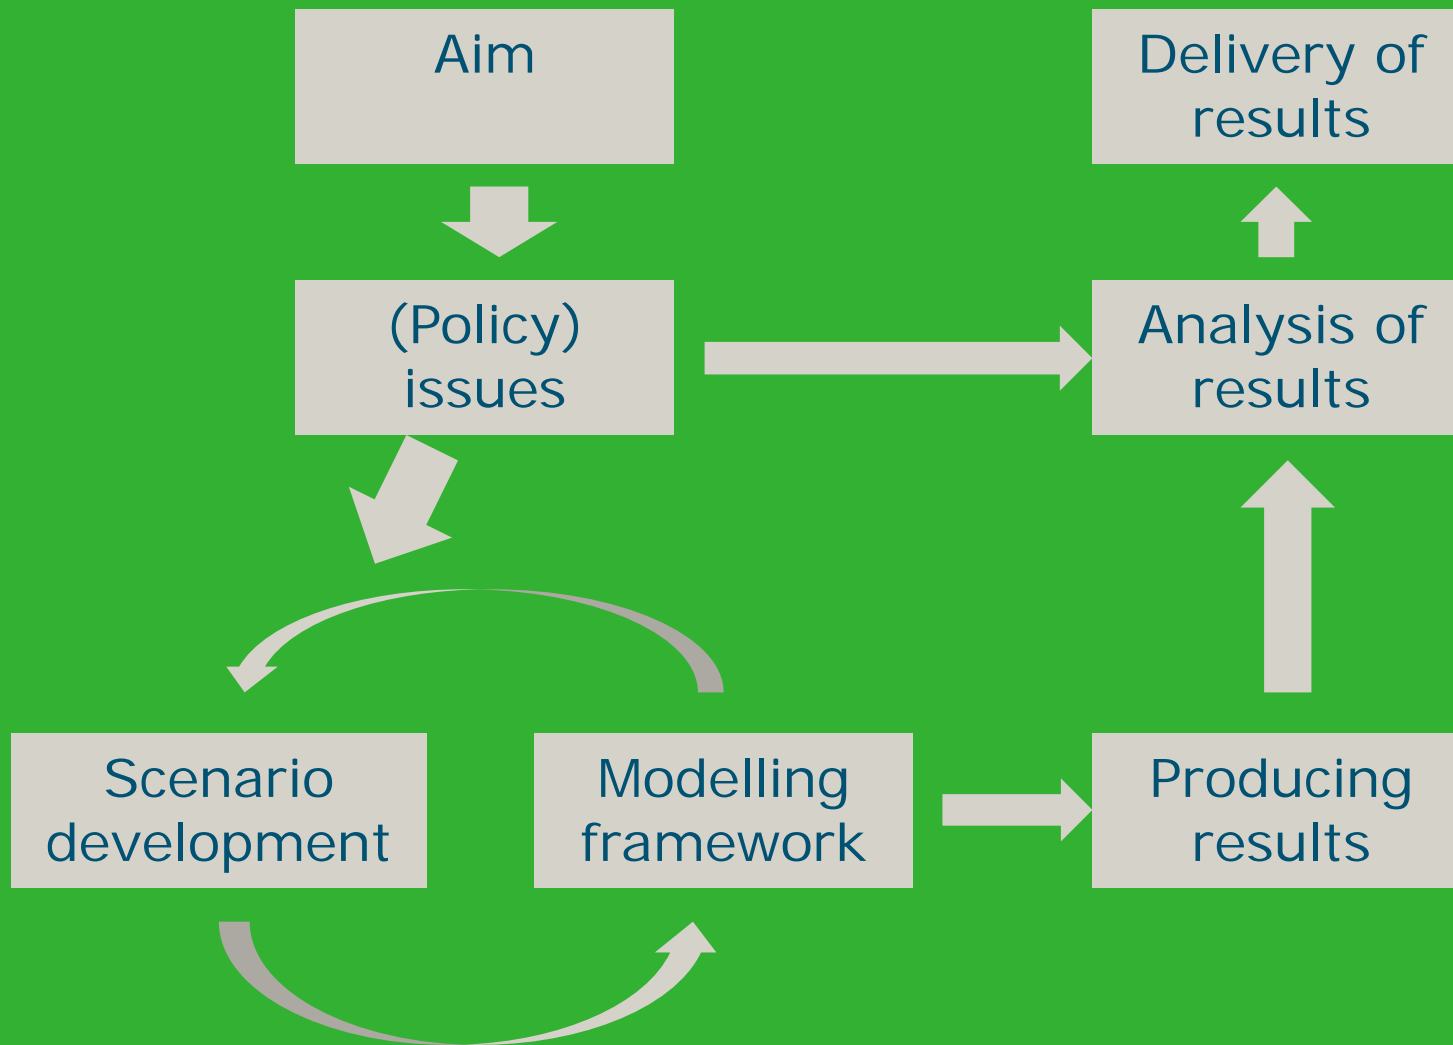 Aim
Delivery of
results
(Policy)
issues
Analysis of
results
Scenario
development
Modelling
framework
Producing
results